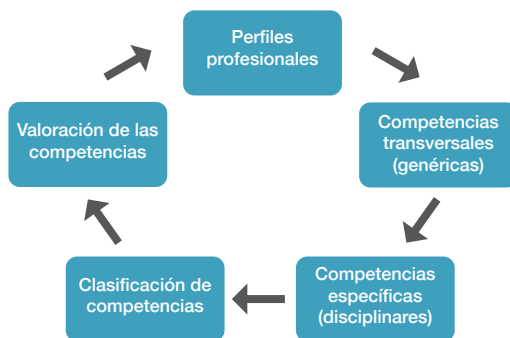 Perfiles
profesionales
Competencias
transversales
(genéricas)
Competencias
específicas
(disciplinares)
Clasificación de
competencias
Valoración de las
competencias